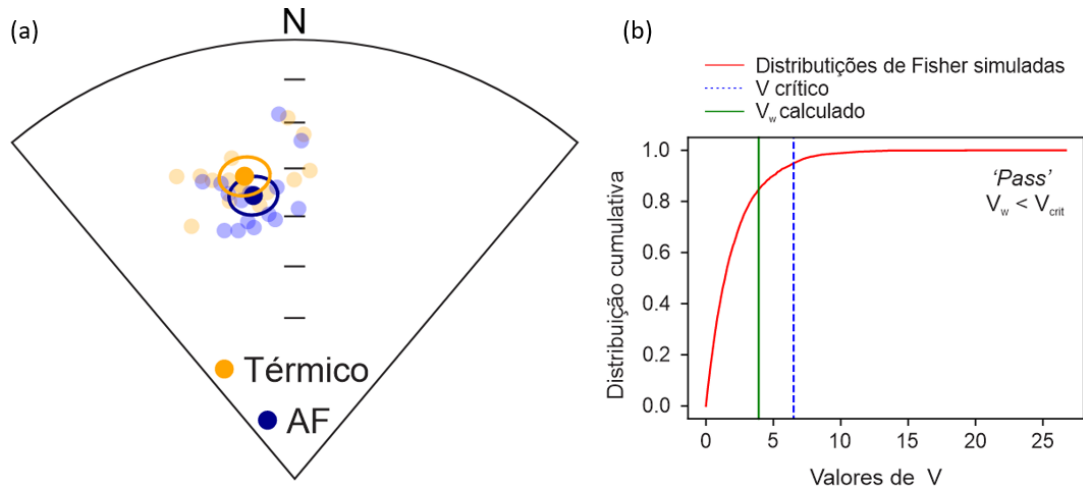 (a)
N
Térmico
AF
(b)
Distributições de Fisher simuladas
V crítico
Vw calculado
1.0
0.8
0.6
0.4
0.2
0.0
Distribuição cumulativa
'Pass'
Vw < Vcrit
0 5 10 15 20 25
Valores de V